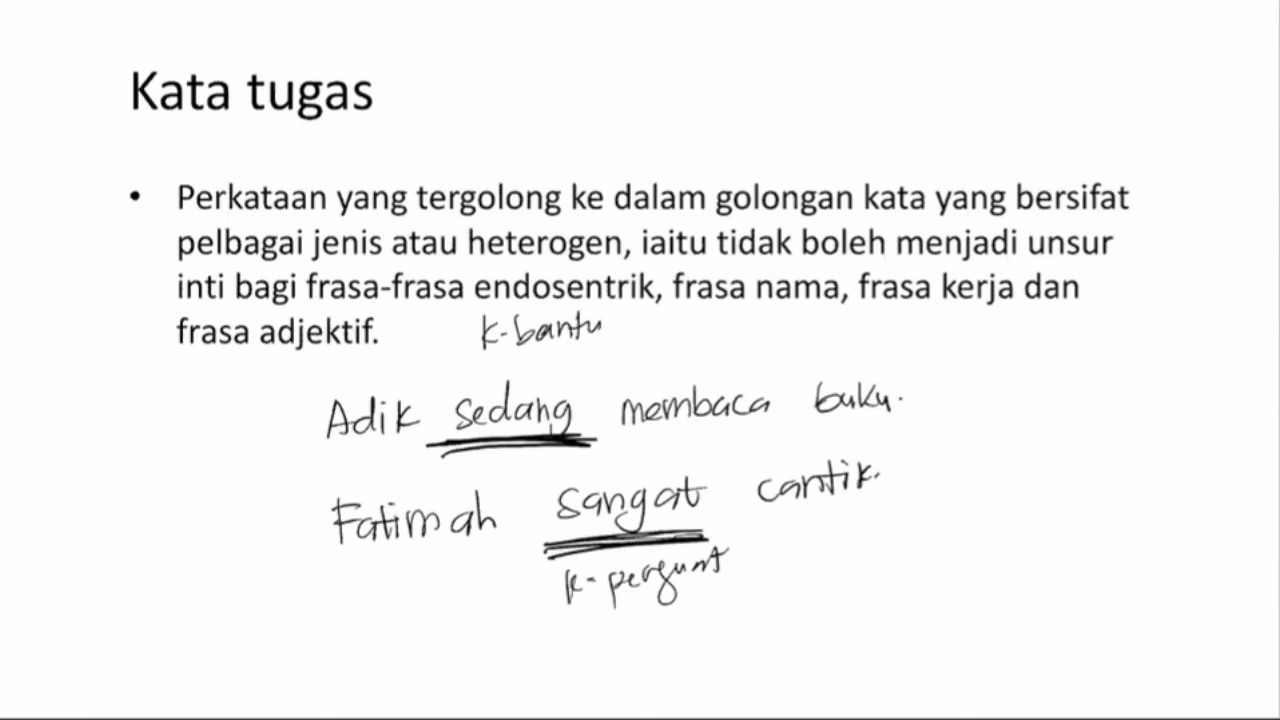 Kata tugas
• Perkataan yang tergolong ke dalam golongan kata yang bersifat
pelbagai jenis atau heterogen, iaitu tidak boleh menjadi unsur
inti bagi frasa-frasa endosentrik, frasa nama, frasa kerja dan
frasa adjektif.
k-bantu
Adik sedang membaca buku.
Fatimah sangat cantik.
k-pergunt